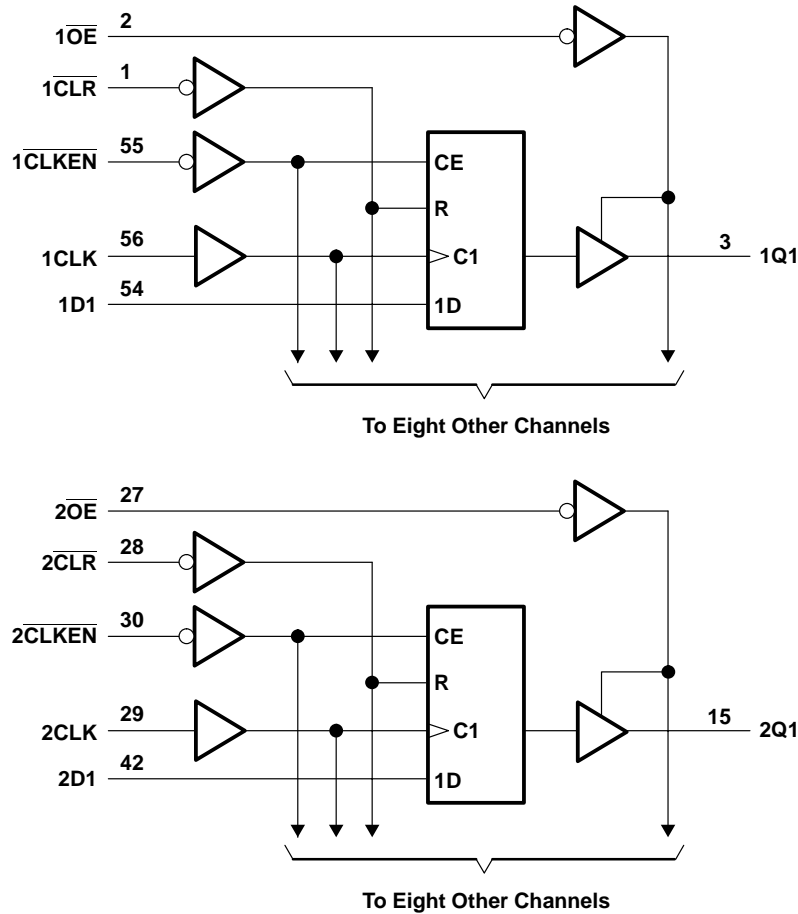 2
1OE
1
1CLR
55
1CLKEN
CE
R
56
1CLK
C1
3
1Q1
54
1D1
1D
To Eight Other Channels
27
2OE
28
2CLR
30
2CLKEN
CE
R
29
2CLK
C1
15
2Q1
42
2D1
1D
To Eight Other Channels